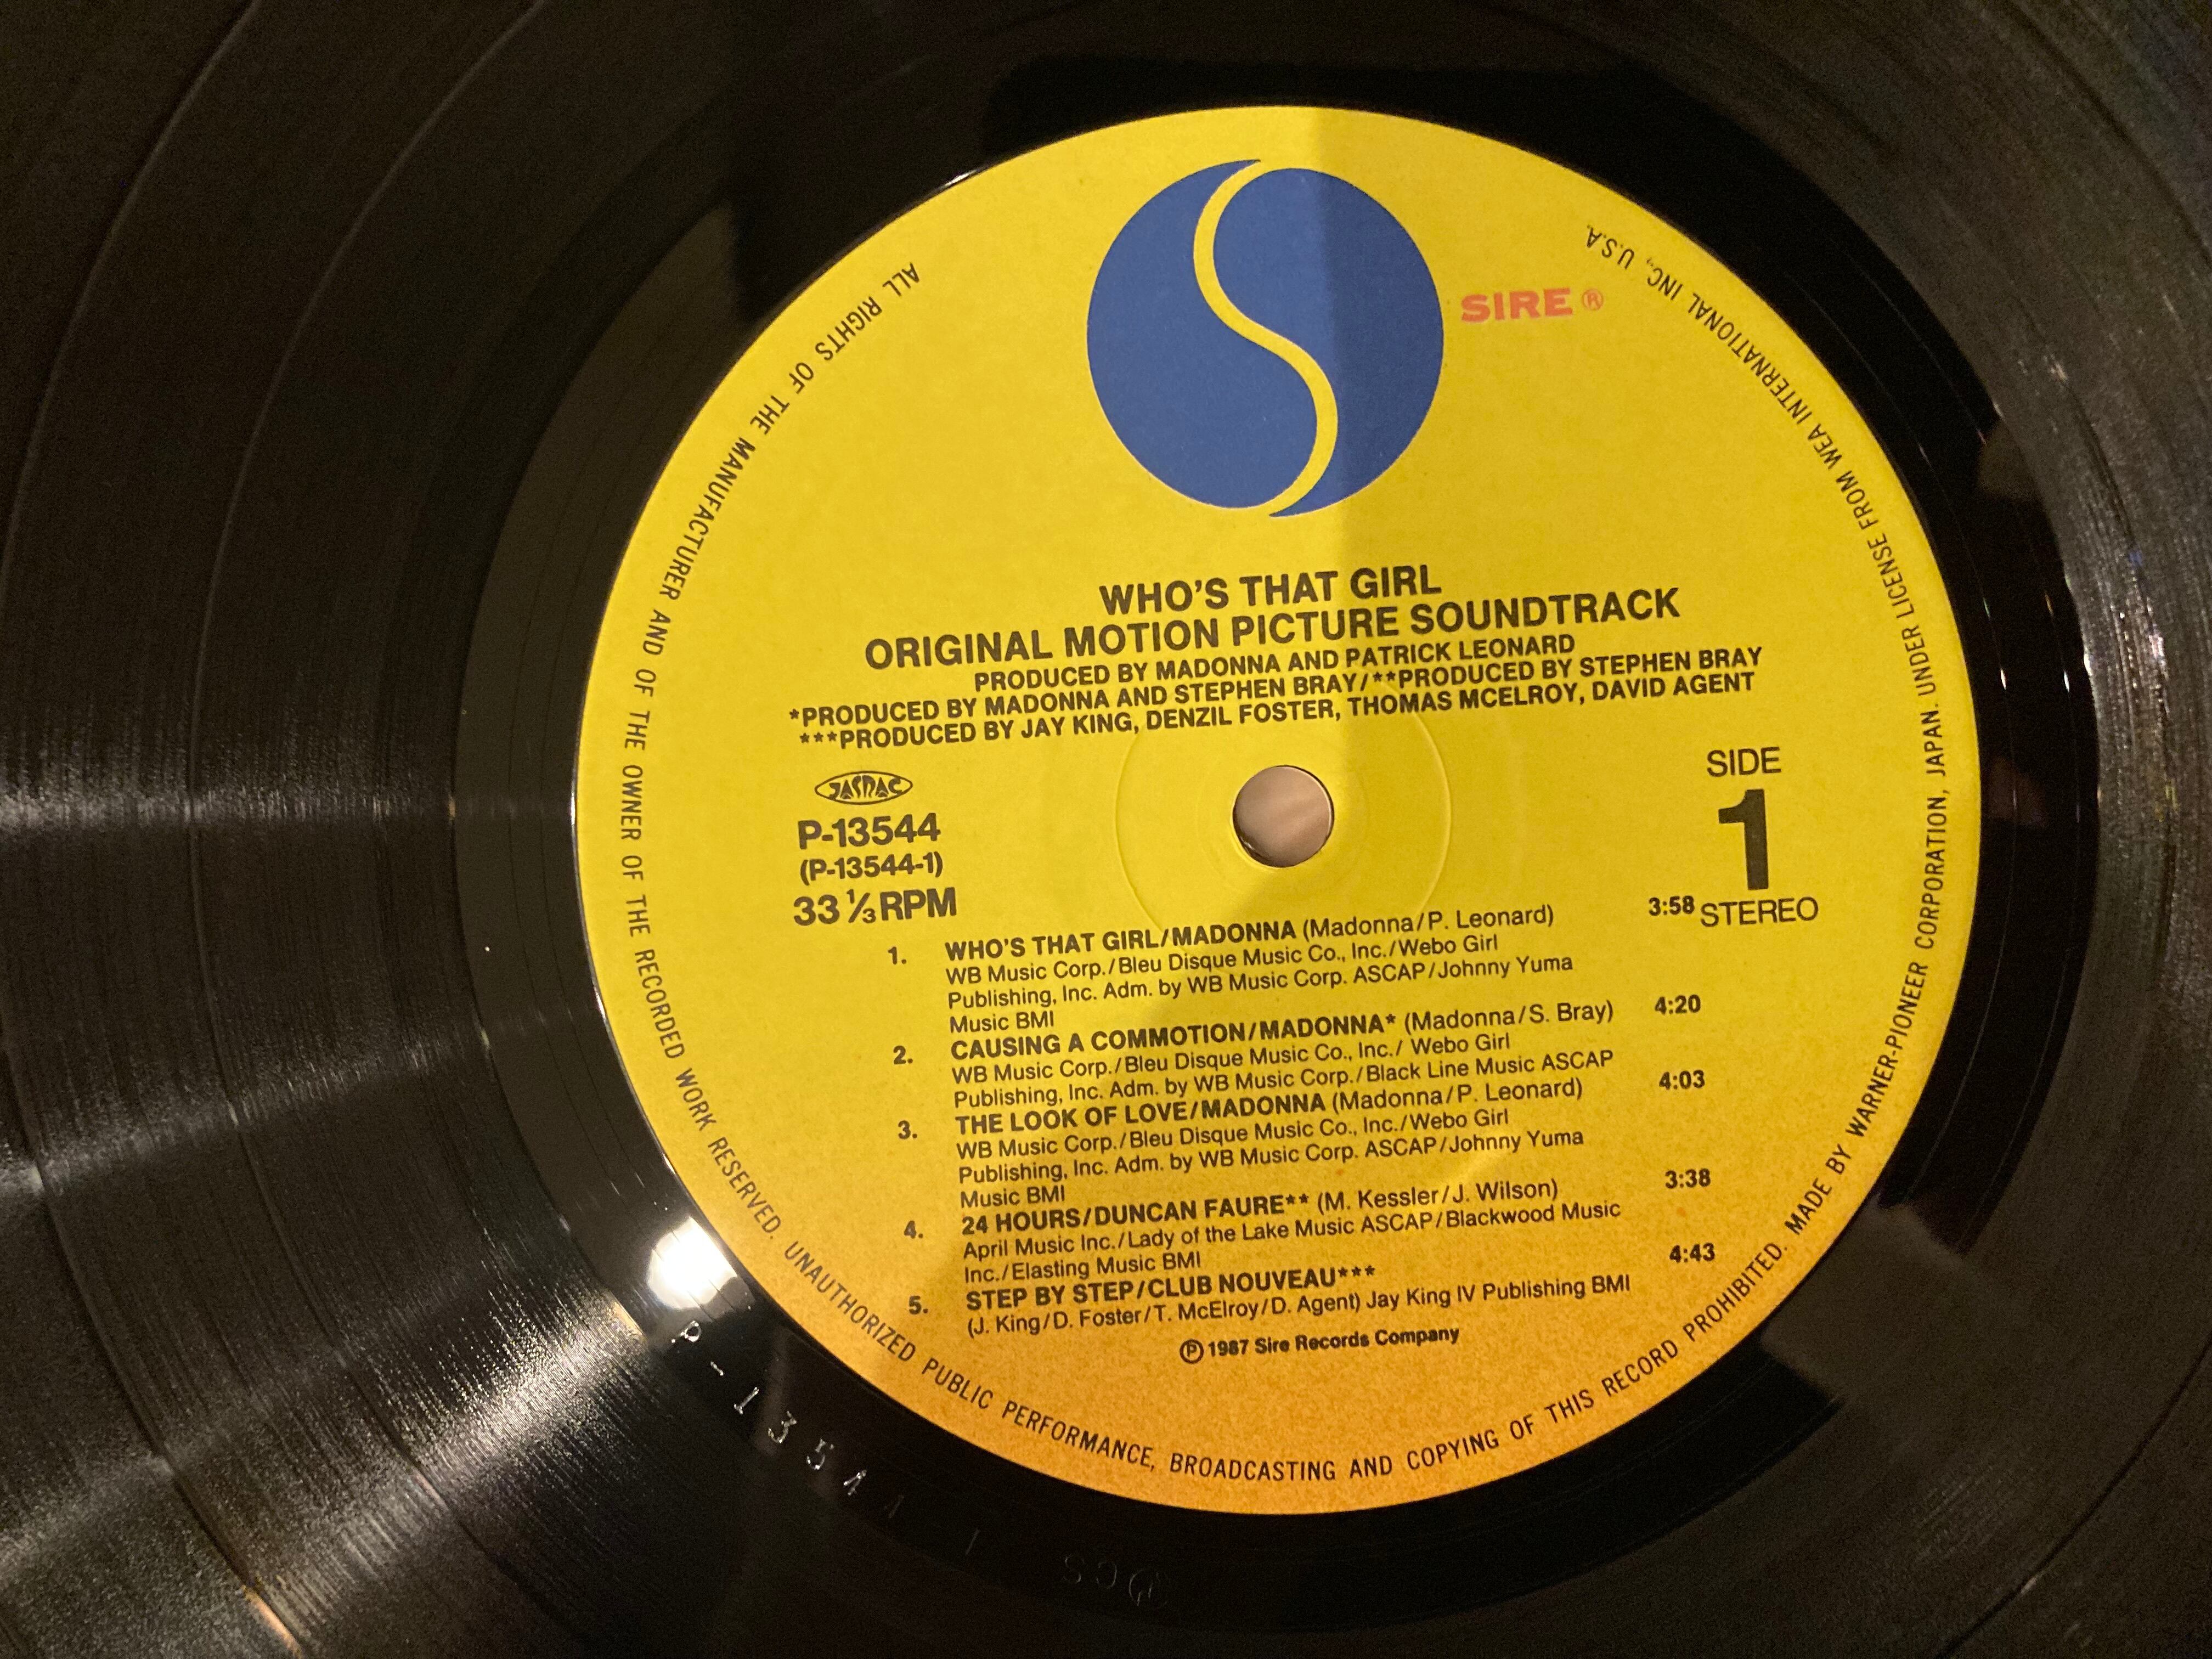 SIRE ®
WHO'S THAT GIRL
ORIGINAL MOTION PICTURE SOUNDTRACK
PRODUCED BY MADONNA AND PATRICK LEONARD
*PRODUCED BY MADONNA AND STEPHEN BRAY/**PRODUCED BY STEPHEN BRAY
***PRODUCED BY JAY KING, DENZIL FOSTER, THOMAS MCELROY, DAVID AGENT
JASRAC
P-13544
(P-13544-1)
33 1/3 RPM
SIDE
1
STEREO
1. WHO'S THAT GIRL/MADONNA (Madonna/P. Leonard) 3:58
WB Music Corp./Bleu Disque Music Co., Inc./Webo Girl
Publishing, Inc. Adm. by WB Music Corp. ASCAP/Johnny Yuma
Music BMI
2. CAUSING A COMMOTION/MADONNA* (Madonna/S. Bray) 4:20
WB Music Corp./Bleu Disque Music Co., Inc./ Webo Girl
Publishing, Inc. Adm. by WB Music Corp./Black Line Music ASCAP
3. THE LOOK OF LOVE/MADONNA (Madonna/P. Leonard) 4:03
WB Music Corp./Bleu Disque Music Co., Inc./Webo Girl
Publishing, Inc. Adm. by WB Music Corp. ASCAP/Johnny Yuma
Music BMI
4. 24 HOURS/DUNCAN FAURE** (M. Kessler/J. Wilson) 3:38
April Music Inc./Lady of the Lake Music ASCAP/Blackwood Music
Inc./Elasting Music BMI
5. STEP BY STEP/CLUB NOUVEAU*** 4:43
(J. King/D. Foster/T. McElroy/D. Agent) Jay King IV Publishing BMI
Ⓟ 1987 Sire Records Company
ALL RIGHTS OF THE MANUFACTURER AND OF THE OWNER OF THE RECORDED WORK RESERVED. UNAUTHORIZED PUBLIC PERFORMANCE, BROADCASTING AND COPYING OF THIS RECORD PROHIBITED. MADE BY WARNER-PIONEER CORPORATION, JAPAN. UNDER LICENSE FROM WEA INTERNATIONAL INC., U.S.A.
P-13544 1